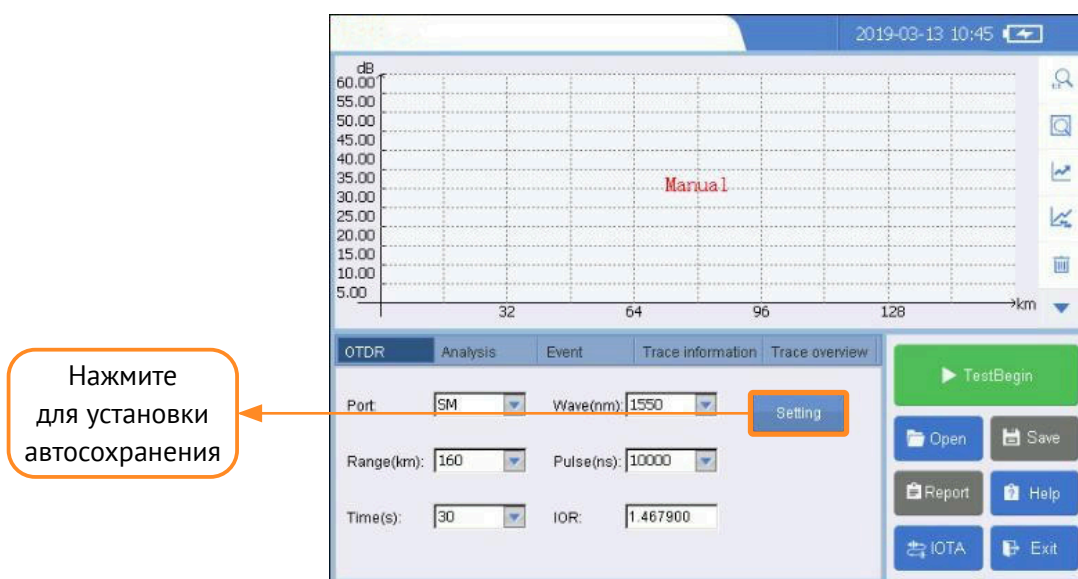 2019-03-13 10:45
dB
60.00
55.00
50.00
45.00
40.00
35.00
30.00
25.00
20.00
15.00
10.00
5.00
Manual
32 64 96 128 km
OTDR Analysis Event Trace information Trace overview
Port: SM Wave(nm): 1550 Setting
Range(km): 160 Pulse(ns): 10000
Time(s): 30 IOR: 1.467900
TestBegin
Open Save
Report Help
IOTA Exit
Нажмите
для установки
автосохранения